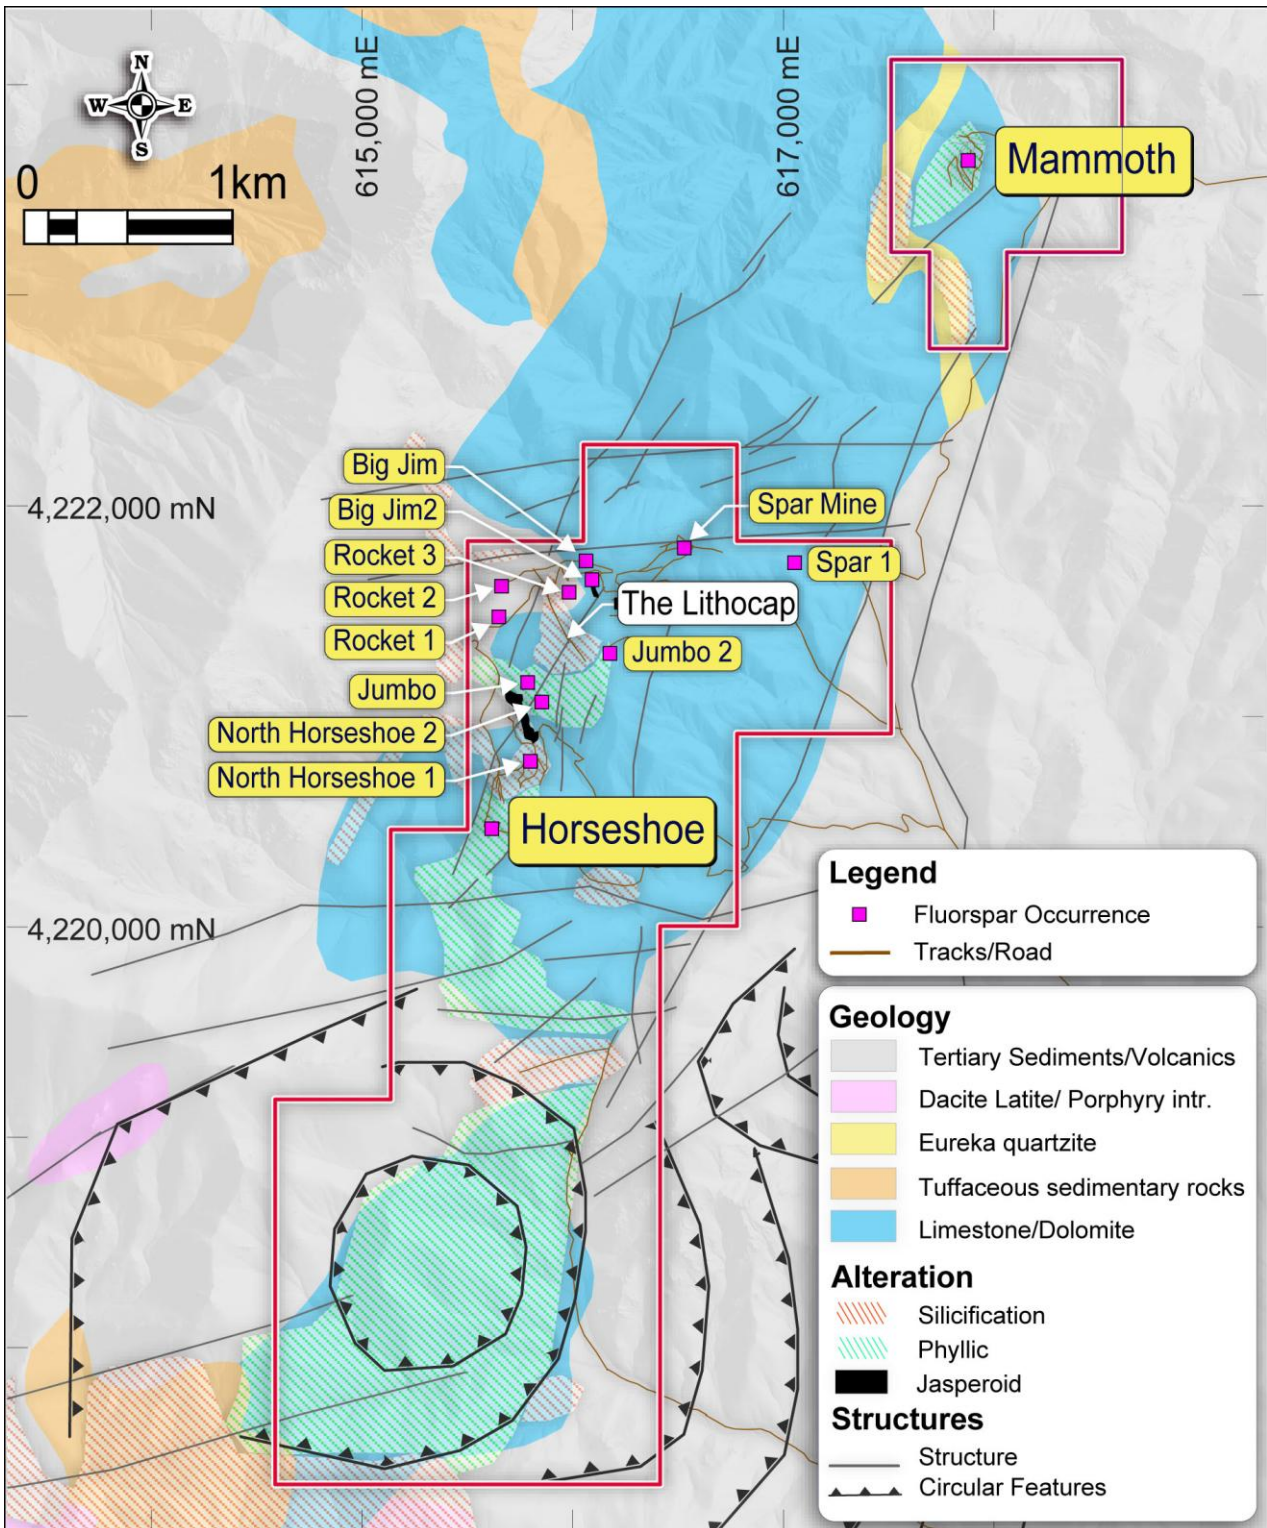 N
W E
S
0 1km
615,000 mE
617,000 mE
Mammoth
4,222,000 mN
Big Jim
Big Jim2
Rocket 3
Rocket 2
Rocket 1
Jumbo
North Horseshoe 2
North Horseshoe 1
Spar Mine
Spar 1
The Lithocap
Jumbo 2
Horseshoe
4,220,000 mN
Legend
Fluorspar Occurrence
Tracks/Road
Geology
Tertiary Sediments/Volcanics
Dacite Latite/ Porphyry intr.
Eureka quartzite
Tuffaceous sedimentary rocks
Limestone/Dolomite
Alteration
Silicification
Phyllic
Jasperoid
Structures
Structure
Circular Features